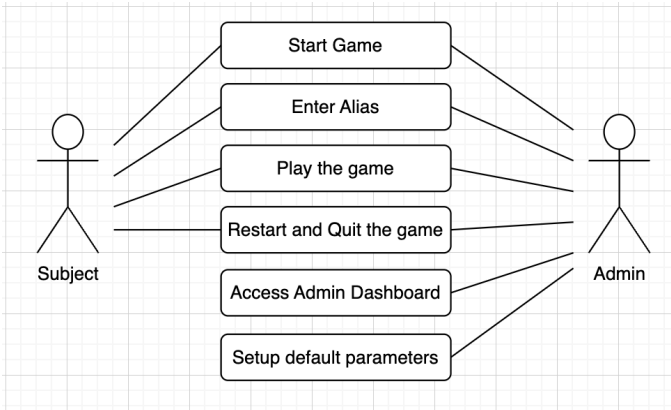 Start Game
Enter Alias
Play the game
Restart and Quit the game
Subject
Admin
Access Admin Dashboard
Setup default parameters